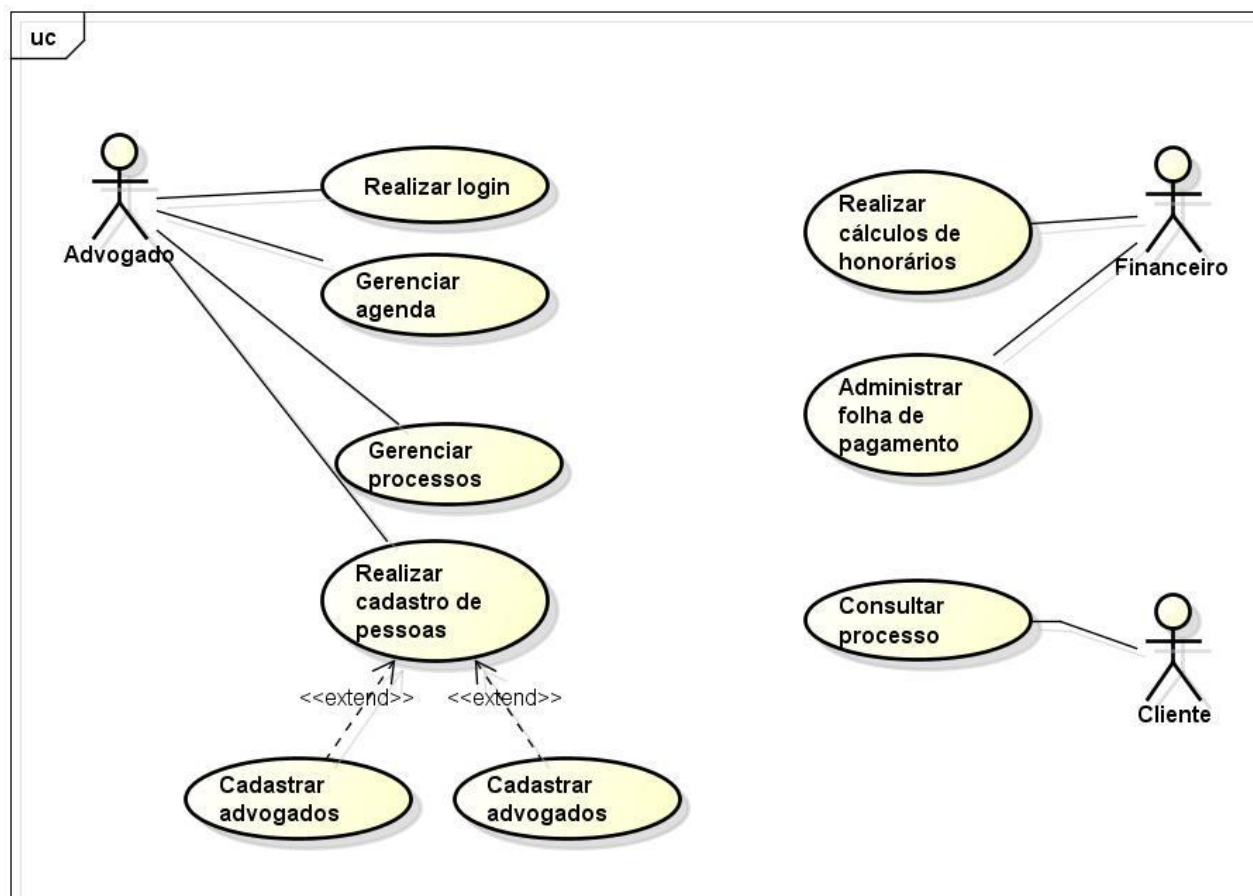 uc
Advogado
Realizar login
Gerenciar
agenda
Gerenciar
processos
Realizar
cadastro de
pessoas
<<extend>>
<<extend>>
Cadastrar
advogados
Cadastrar
advogados
Realizar
cálculos de
honorários
Financeiro
Administrar
folha de
pagamento
Consultar
processo
Cliente